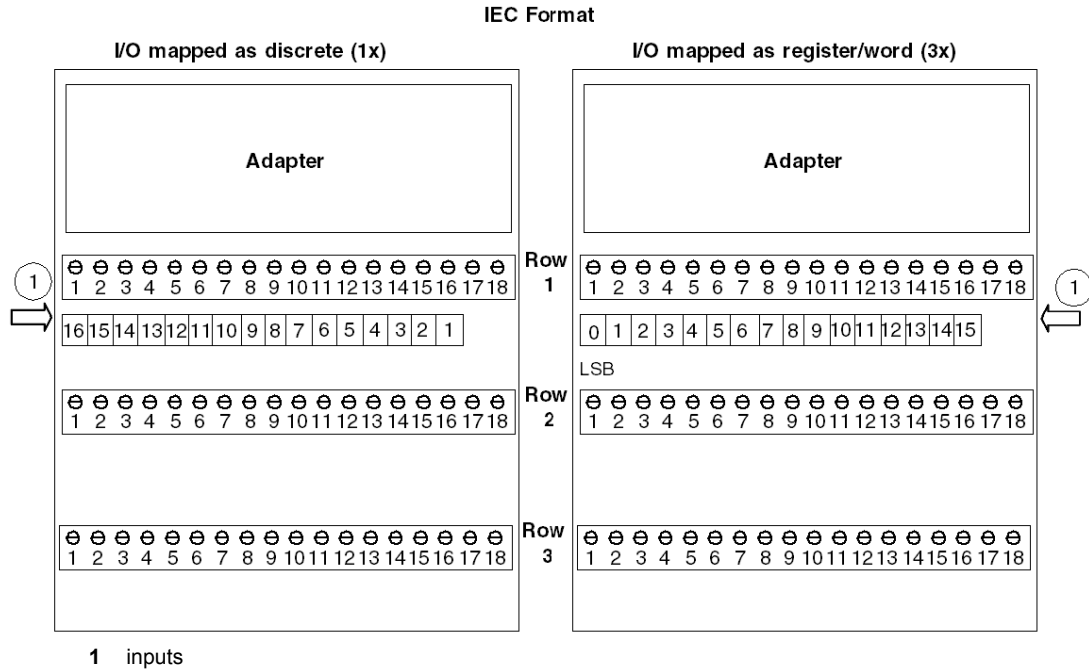 IEC Format
I/O mapped as discrete (1x)
I/O mapped as register/word (3x)
Adapter
Adapter
1
Row
1
1
1 2 3 4 5 6 7 8 9 10 11 12 13 14 15 16 17 18
1 2 3 4 5 6 7 8 9 10 11 12 13 14 15 16 17 18
16 15 14 13 12 11 10 9 8 7 6 5 4 3 2 1
0 1 2 3 4 5 6 7 8 9 10 11 12 13 14 15
LSB
Row
2
1 2 3 4 5 6 7 8 9 10 11 12 13 14 15 16 17 18
1 2 3 4 5 6 7 8 9 10 11 12 13 14 15 16 17 18
Row
3
1 2 3 4 5 6 7 8 9 10 11 12 13 14 15 16 17 18
1 2 3 4 5 6 7 8 9 10 11 12 13 14 15 16 17 18
1 inputs